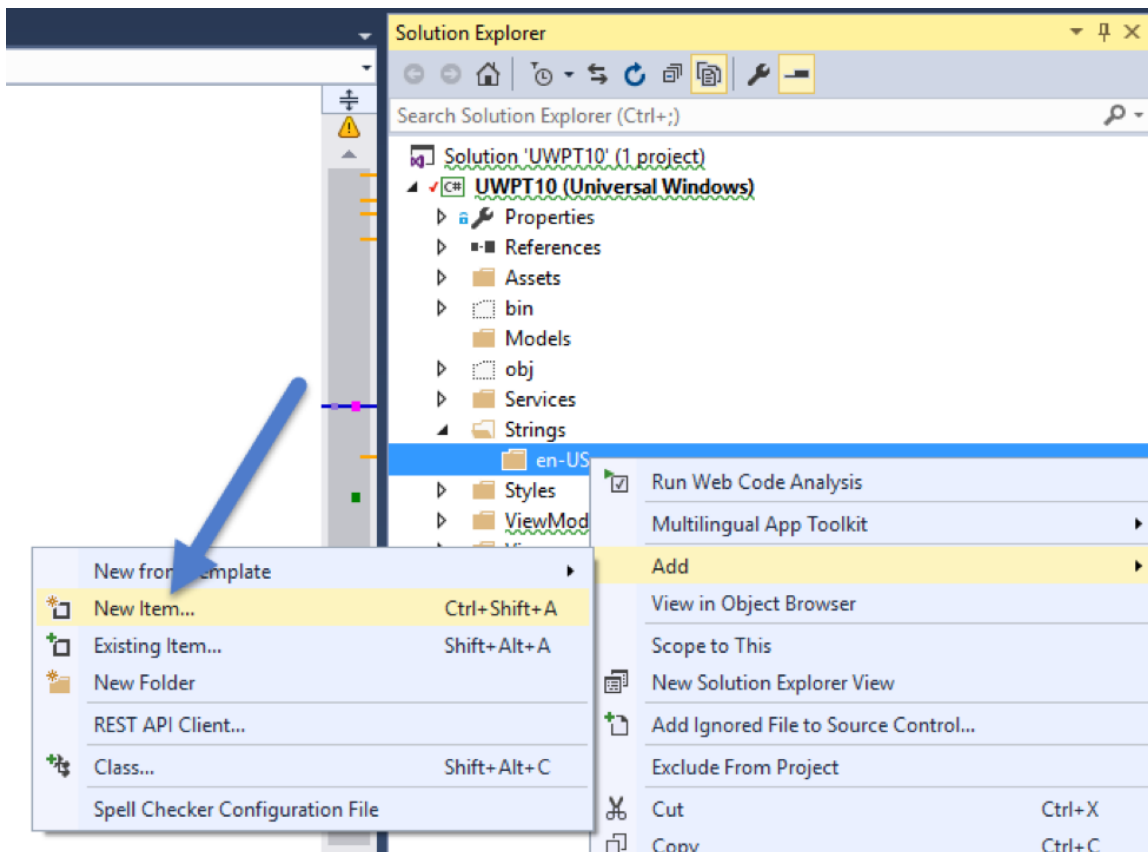 Solution Explorer
Search Solution Explorer (Ctrl+;)
Solution 'UWPT10' (1 project)
C# UWPT10 (Universal Windows)
Properties
References
Assets
bin
Models
obj
Services
Strings
en-US
Styles
ViewMod
Run Web Code Analysis
Multilingual App Toolkit
Add
View in Object Browser
Scope to This
New Solution Explorer View
Add Ignored File to Source Control...
Exclude From Project
Cut Ctrl+X
Copy Ctrl+C
New from Template
New Item... Ctrl+Shift+A
Existing Item... Shift+Alt+A
New Folder
REST API Client...
Class... Shift+Alt+C
Spell Checker Configuration File